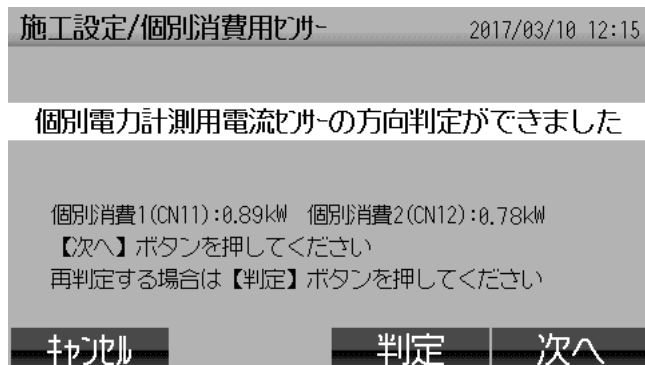 施工設定/個別消費用ｾﾝｻｰ 2017/03/10 12:15
個別電力計測用電流ｾﾝｻｰの方向判定ができました
個別消費1(CN11):0.89kW 個別消費2(CN12):0.78kW
【次へ】ボタンを押してください
再判定する場合は【判定】ボタンを押してください
ｷｬﾝｾﾙ 判定 次へ